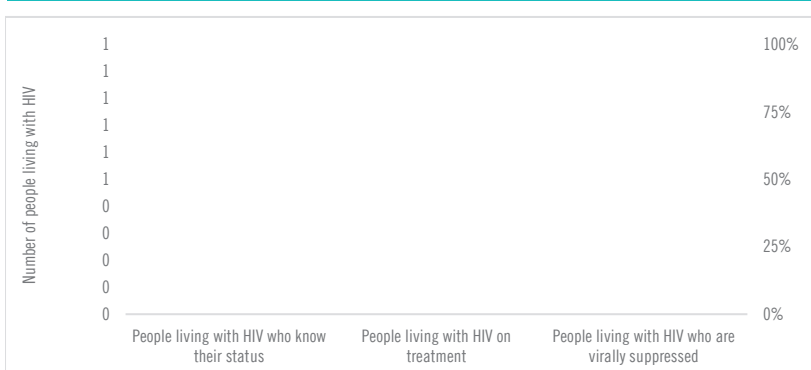 Number of people living with HIV
1
1
1
1
1
1
0
0
0
0
0
100%
75%
50%
25%
0%
People living with HIV who know
their status
People living with HIV on
treatment
People living with HIV who are
virally suppressed